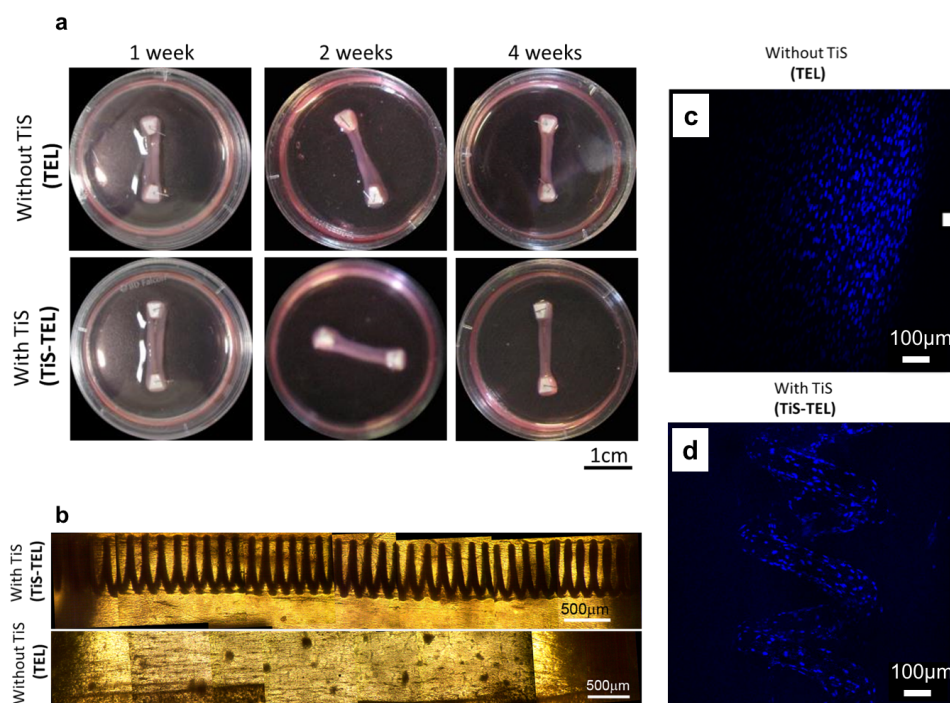 a
1 week 2 weeks 4 weeks
Without TiS
(TEL)
With TiS
(TiS-TEL)
1cm
b
With TiS
(TiS-TEL)
500µm
Without TiS
(TEL)
500µm
Without TiS
(TEL)
c
100µm
With TiS
(TiS-TEL)
d
100µm